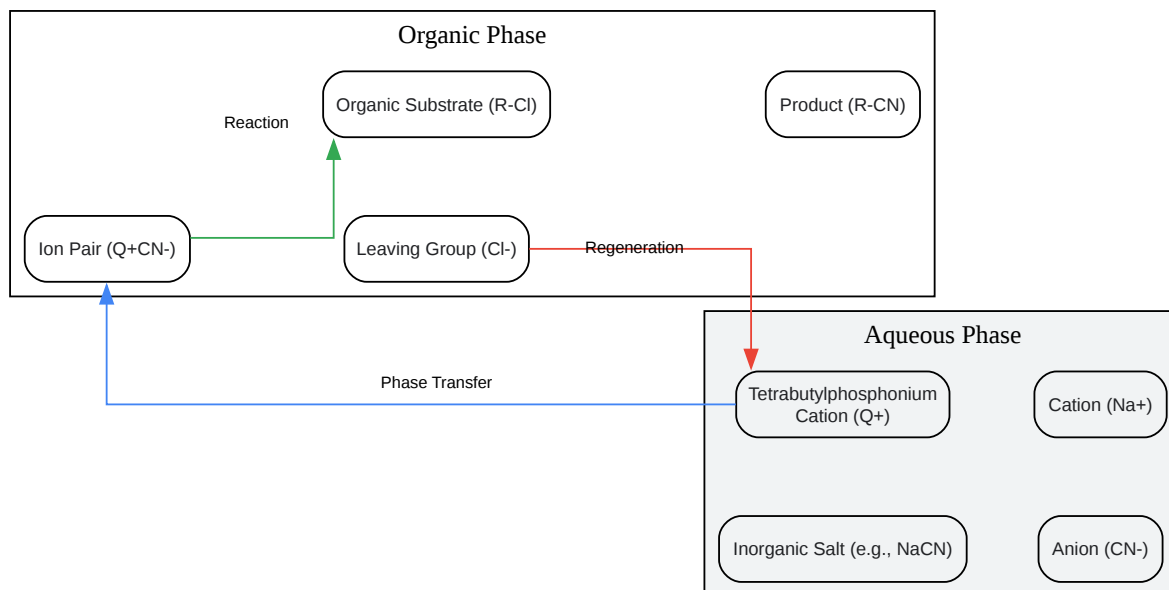 Organic Phase
Organic Substrate (R-Cl)
Product (R-CN)
Reaction
Ion Pair (Q+CN-)
Leaving Group (Cl-)
Regeneration
Aqueous Phase
Phase Transfer
Tetrabutylphosphonium
Cation (Q+)
Cation (Na+)
Inorganic Salt (e.g., NaCN)
Anion (CN-)